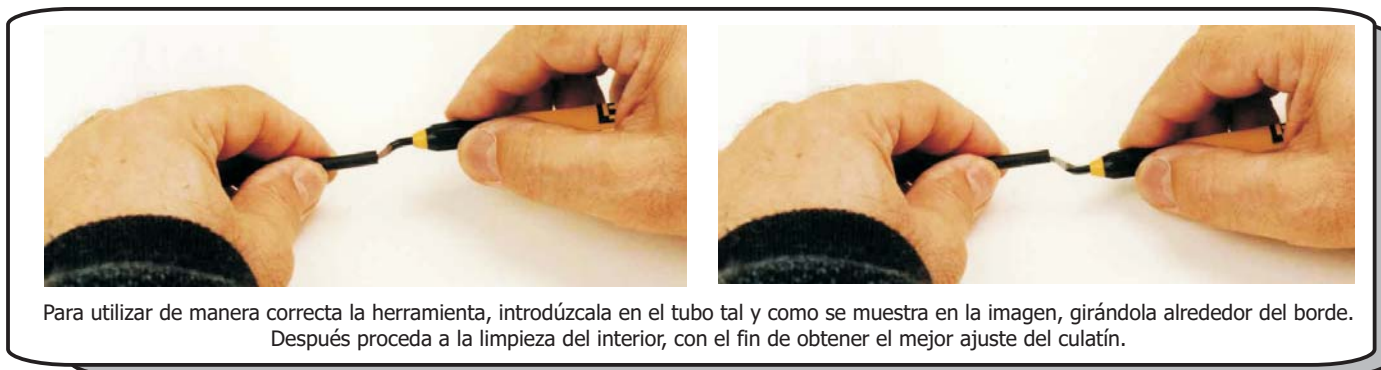 Para utilizar de manera correcta la herramienta, introdúzcala en el tubo tal y como se muestra en la imagen, girándola alrededor del borde.
Después proceda a la limpieza del interior, con el fin de obtener el mejor ajuste del culatín.